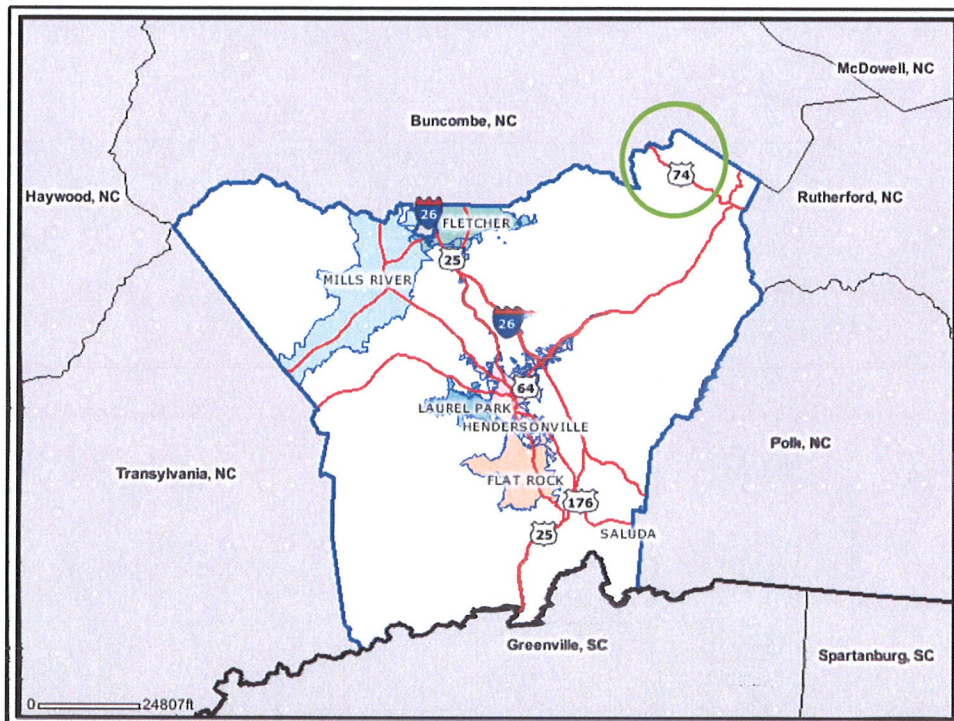 McDowell, NC
Buncombe, NC
74
Haywood, NC
Rutherford, NC
26
FLETCHER
25
MILLS RIVER
26
64
LAUREL PARK
HENDERSONVILLE
Polk, NC
Transylvania, NC
FLAT ROCK
176
25
SALUDA
Greenville, SC
Spartanburg, SC
0 24807ft